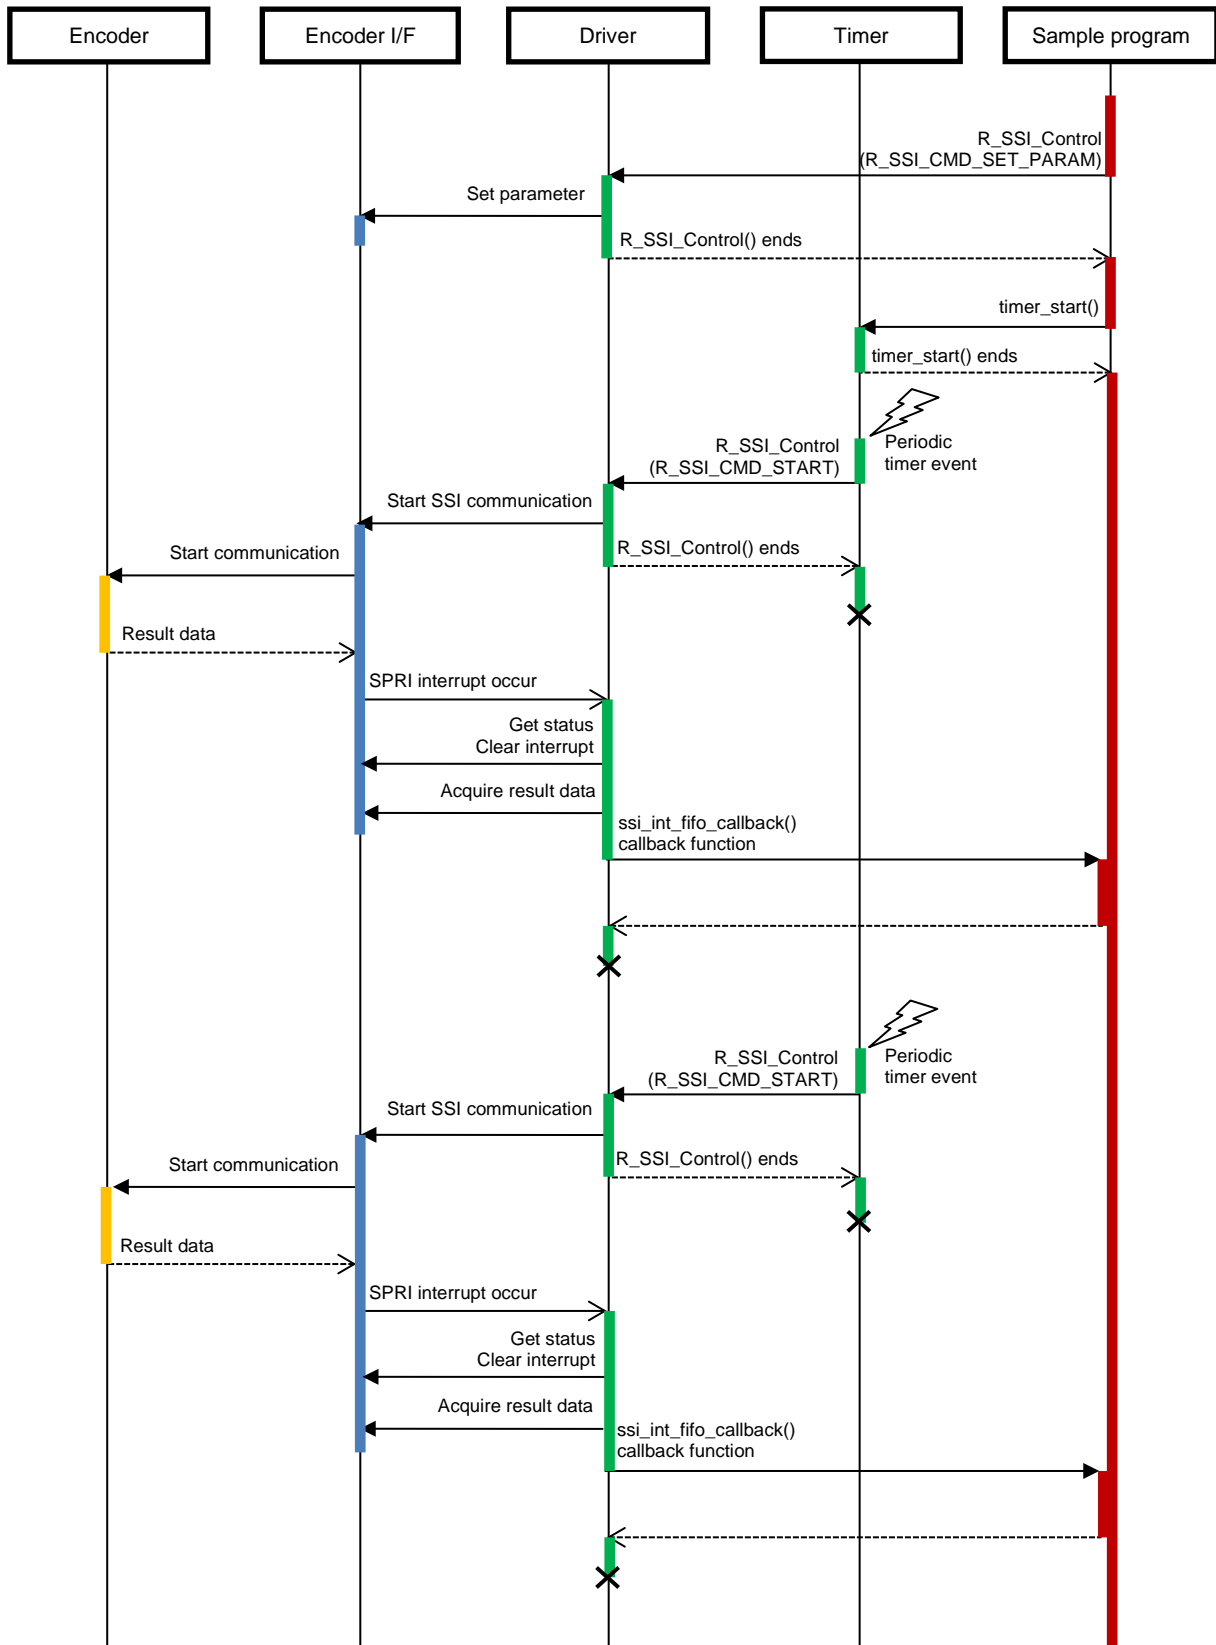 Encoder
Encoder I/F
Driver
Timer
Sample program
R_SSI_Control
(R_SSI_CMD_SET_PARAM)
Set parameter
R_SSI_Control() ends
timer_start()
timer_start() ends
Periodic
timer event
R_SSI_Control
(R_SSI_CMD_START)
Start SSI communication
R_SSI_Control() ends
Start communication
Result data
SPRI interrupt occur
Get status
Clear interrupt
Acquire result data
ssi_int_fifo_callback()
callback function
Periodic
timer event
R_SSI_Control
(R_SSI_CMD_START)
Start SSI communication
R_SSI_Control() ends
Start communication
Result data
SPRI interrupt occur
Get status
Clear interrupt
Acquire result data
ssi_int_fifo_callback()
callback function